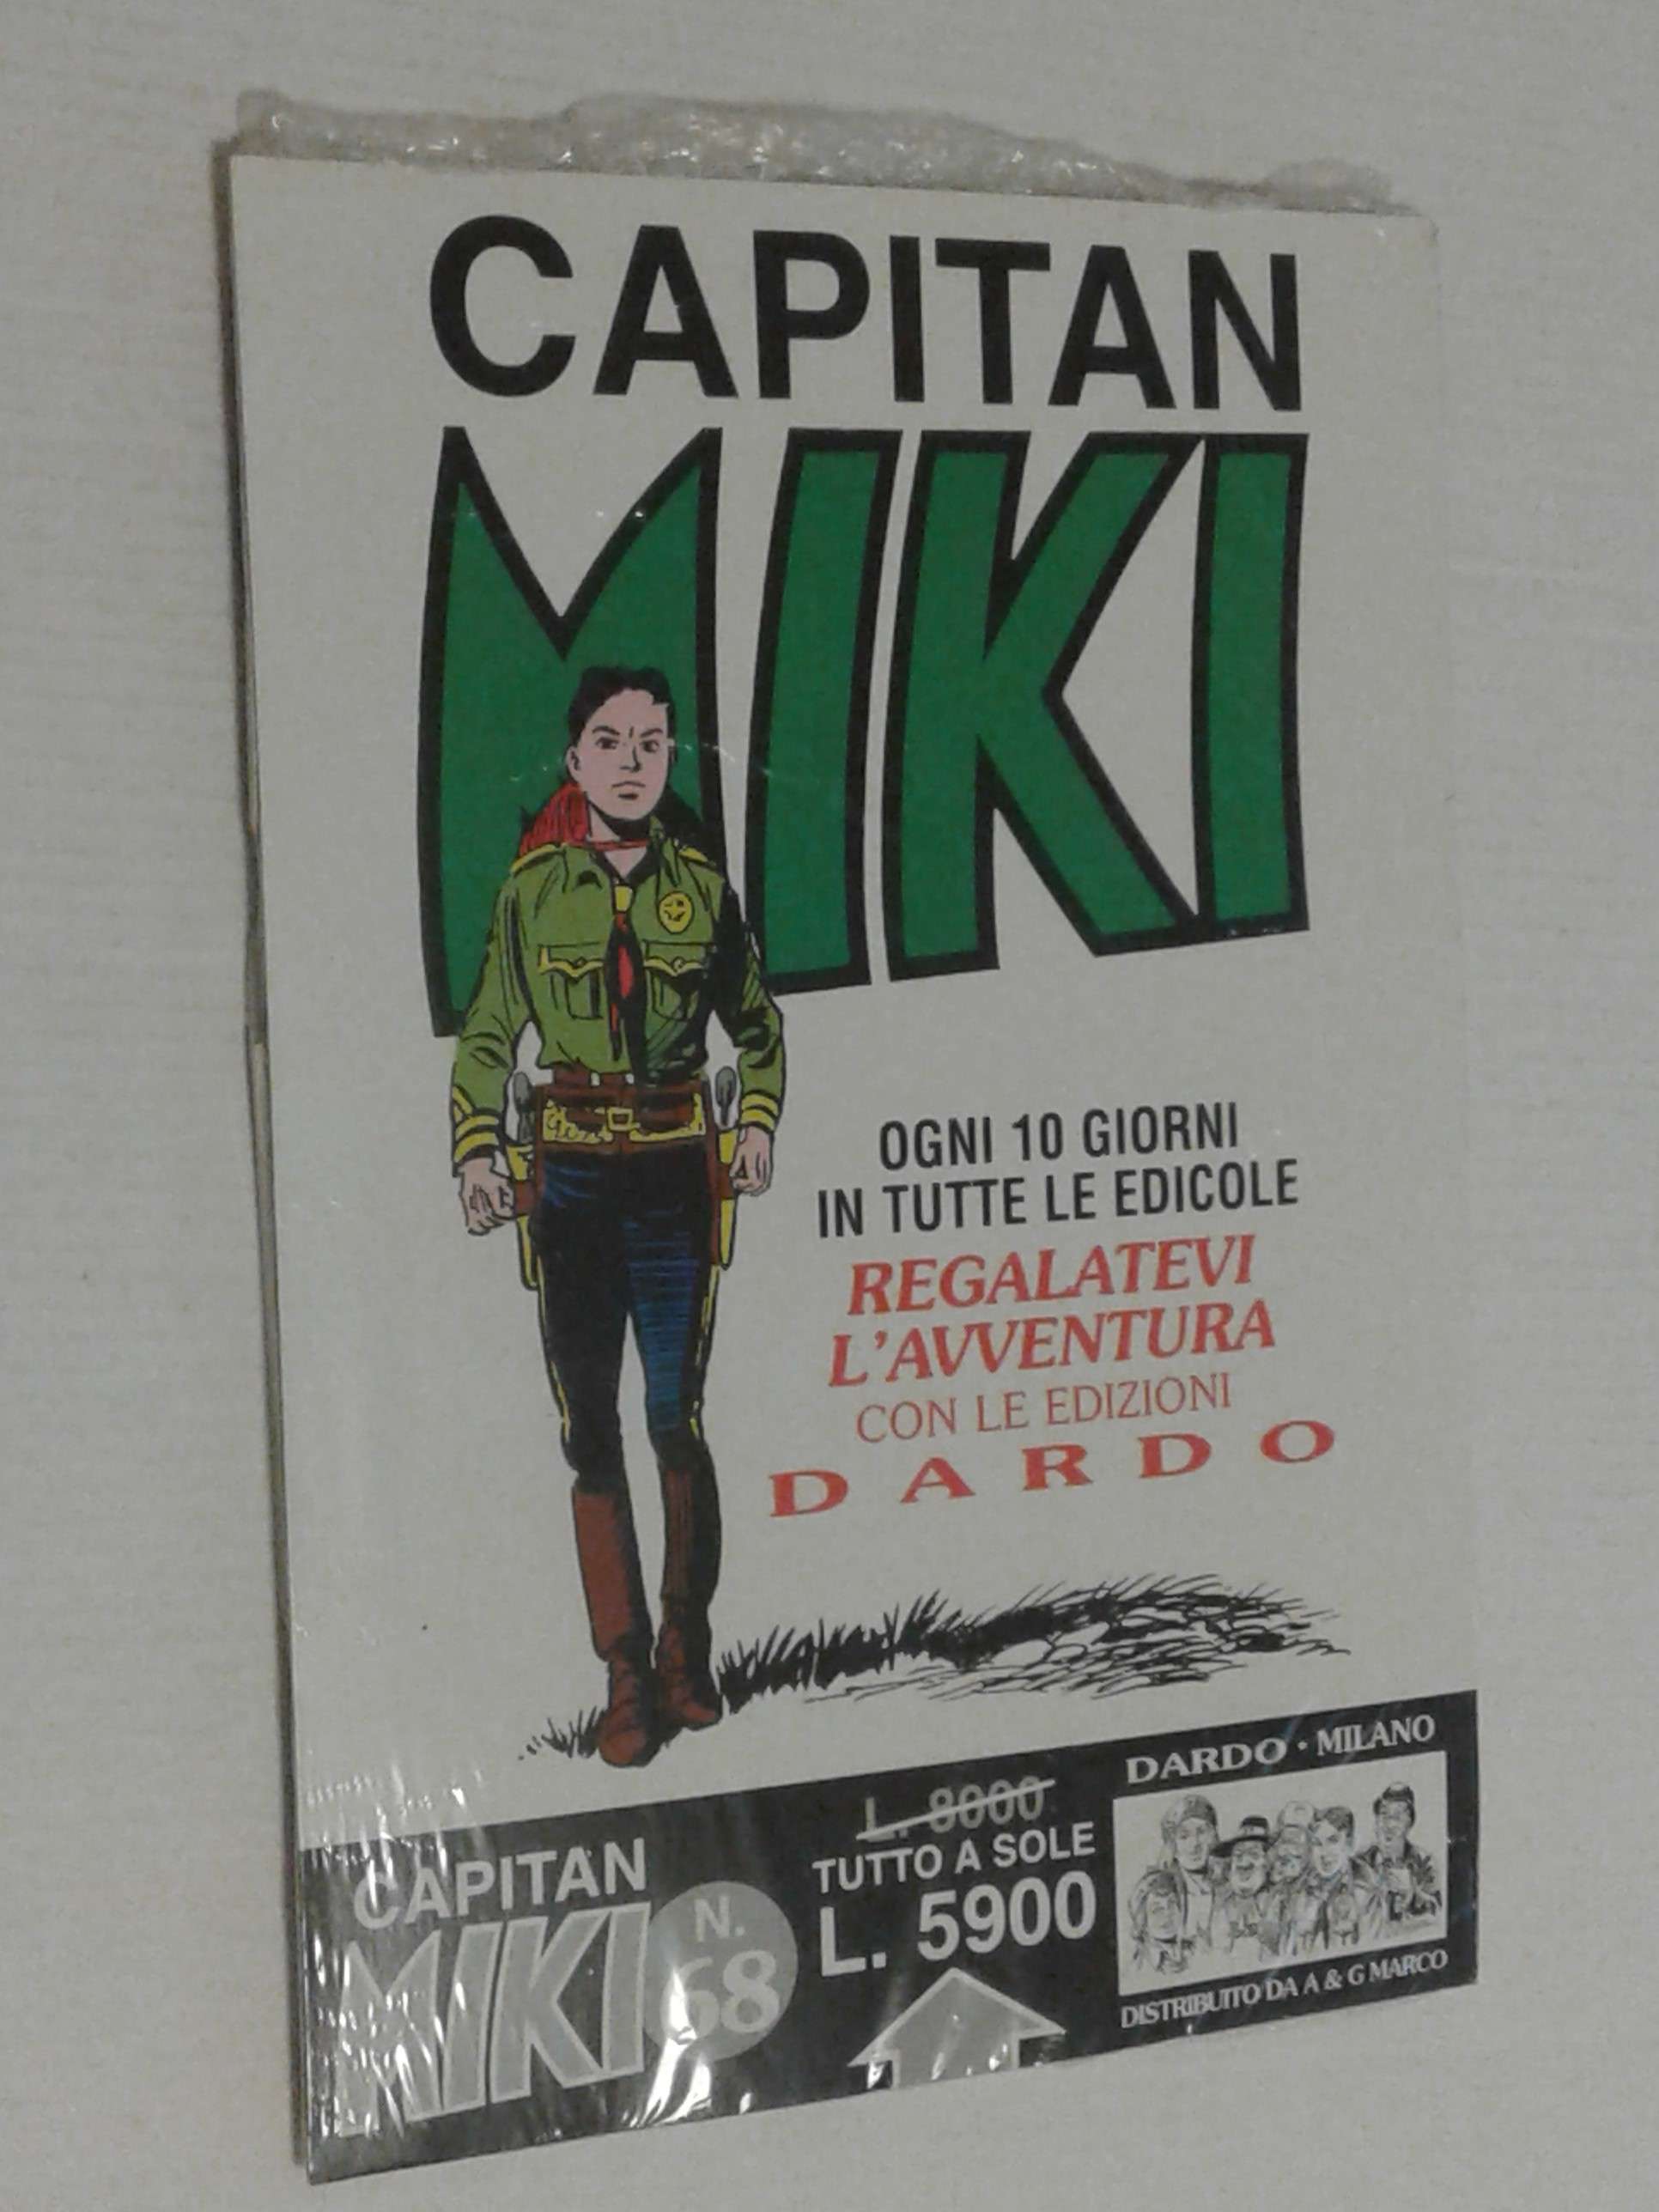 CAPITAN
MIKI
OGNI 10 GIORNI
IN TUTTE LE EDICOLE
REGALATEVI
L'AVVENTURA
CON LE EDIZIONI
DARDO
CAPITAN
MIKI
N.
68
L. 8000
TUTTO A SOLE
L. 5900
DARDO • MILANO
DISTRIBUITO DA A & G MARCO